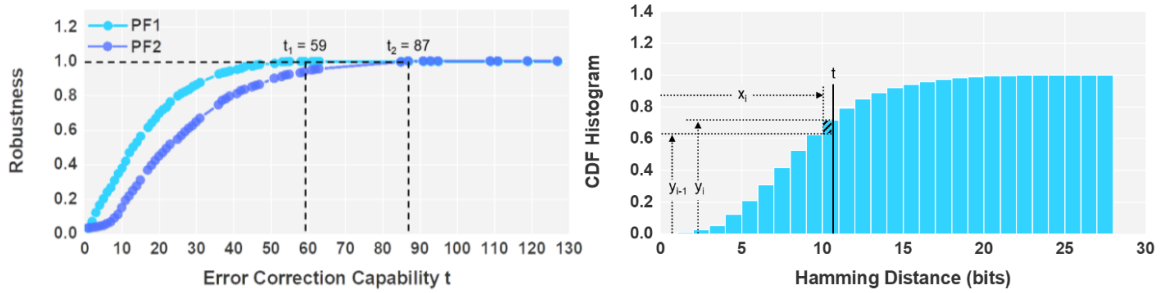 PF1
PF2
t₁ = 59
t₂ = 87
1.2
1.0
0.8
0.6
0.4
0.2
0.0
Robustness
0 10 20 30 40 50 60 70 80 90 100 110 120 130
Error Correction Capability t
1.4
1.2
1.0
0.8
0.6
0.4
0.2
0.0
CDF Histogram
t
xᵢ
yᵢ₋₁
yᵢ
0 5 10 15 20 25 30
Hamming Distance (bits)